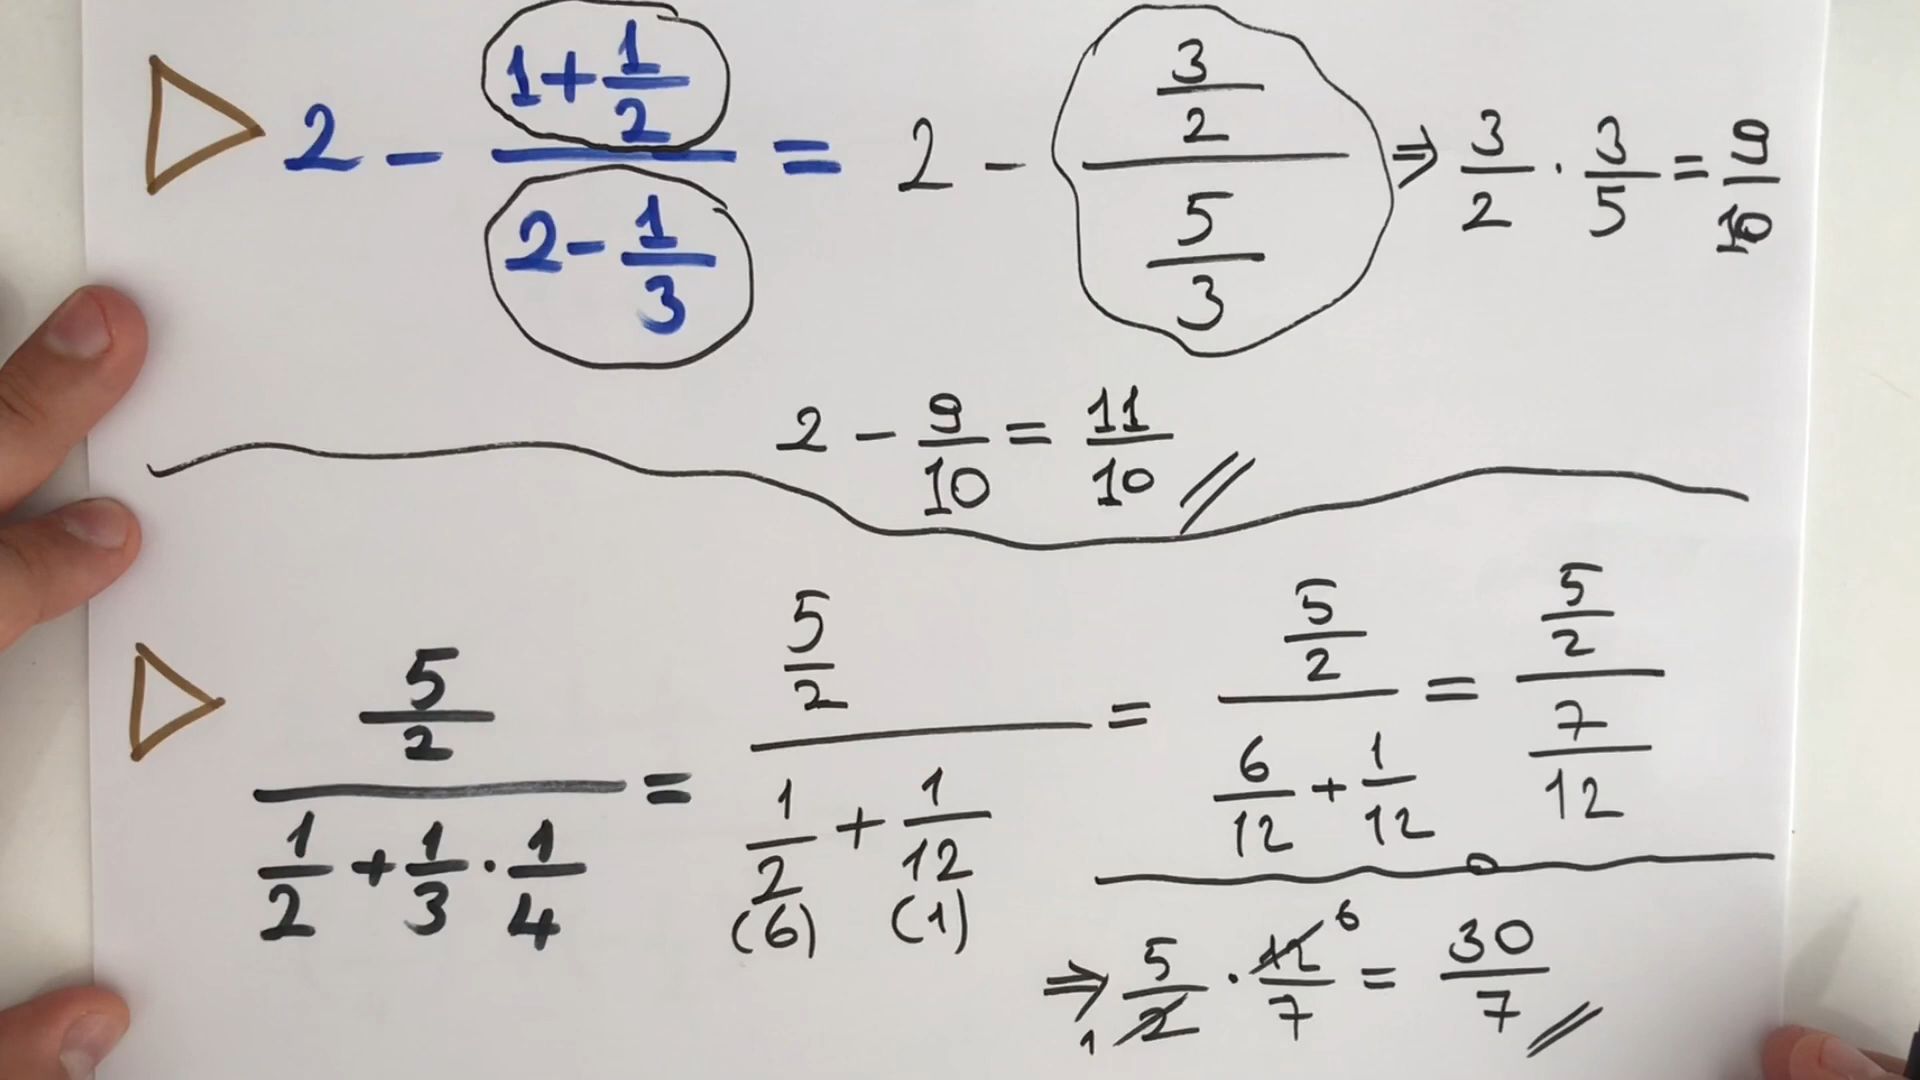 2 - (1 + 1/2)/(2 - 1/3) = 2 - (3/2)/(5/3) ⇒ 3/2 · 3/5 = 9/10
2 - 9/10 = 11/10 //
(5/2)/(1/2 + 1/3 · 1/4) = (5/2)/(1/2 + 1/12) = (5/2)/(6/12 + 1/12) = (5/2)/(7/12)
(6) (1)
⇒ 5/2 · 12/7 = 30/7 //
1 6